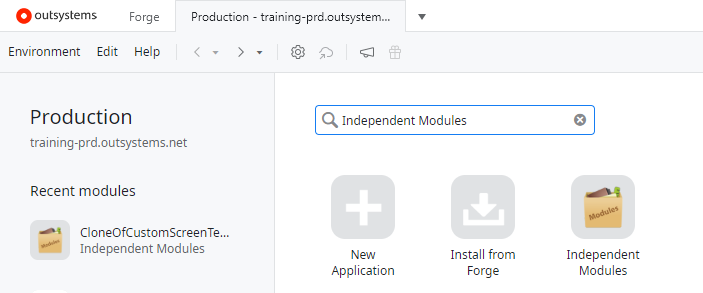 outsystems
Forge
Production - training-prd.outsystem...
Environment Edit Help
Production
training-prd.outsystems.net
Recent modules
CloneOfCustomScreenTe...
Independent Modules
Independent Modules
New
Application
Install from
Forge
Modules
Independent
Modules